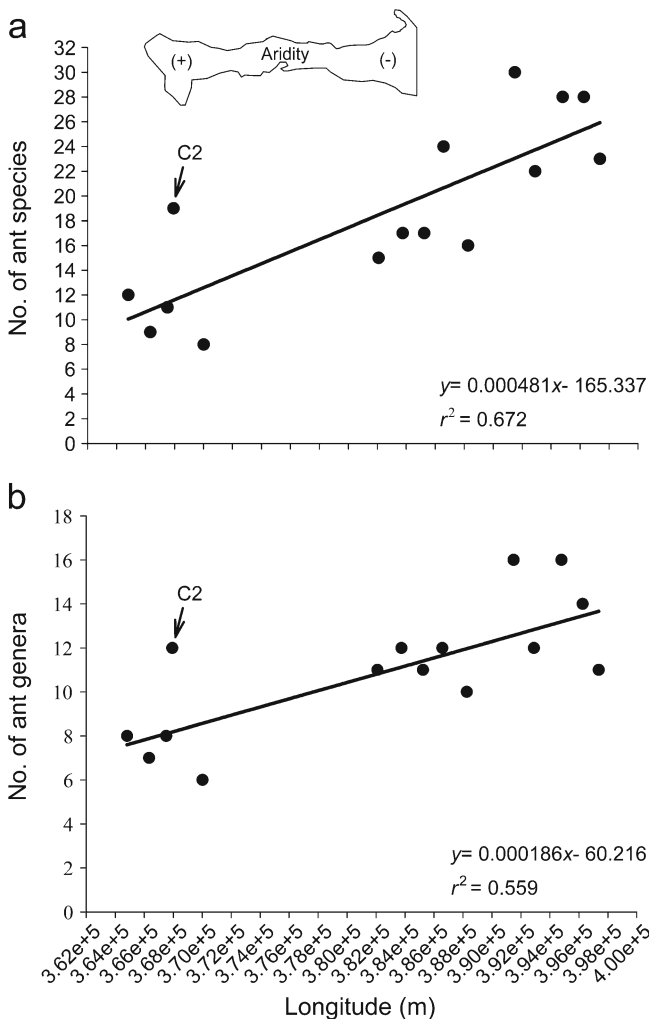 a
(+)
Aridity
(-)
32
30
28
26
24
22
20
18
16
14
12
10
8
6
4
2
0
No. of ant species
C2
y= 0.000481x- 165.337
r² = 0.672
b
18
16
14
12
10
8
6
4
2
0
No. of ant genera
C2
y= 0.000186x- 60.216
r² = 0.559
3.62e+5
3.64e+5
3.66e+5
3.68e+5
3.70e+5
3.72e+5
3.74e+5
3.76e+5
3.78e+5
3.80e+5
3.82e+5
3.84e+5
3.86e+5
3.88e+5
3.90e+5
3.92e+5
3.94e+5
3.96e+5
3.98e+5
4.00e+5
Longitude (m)